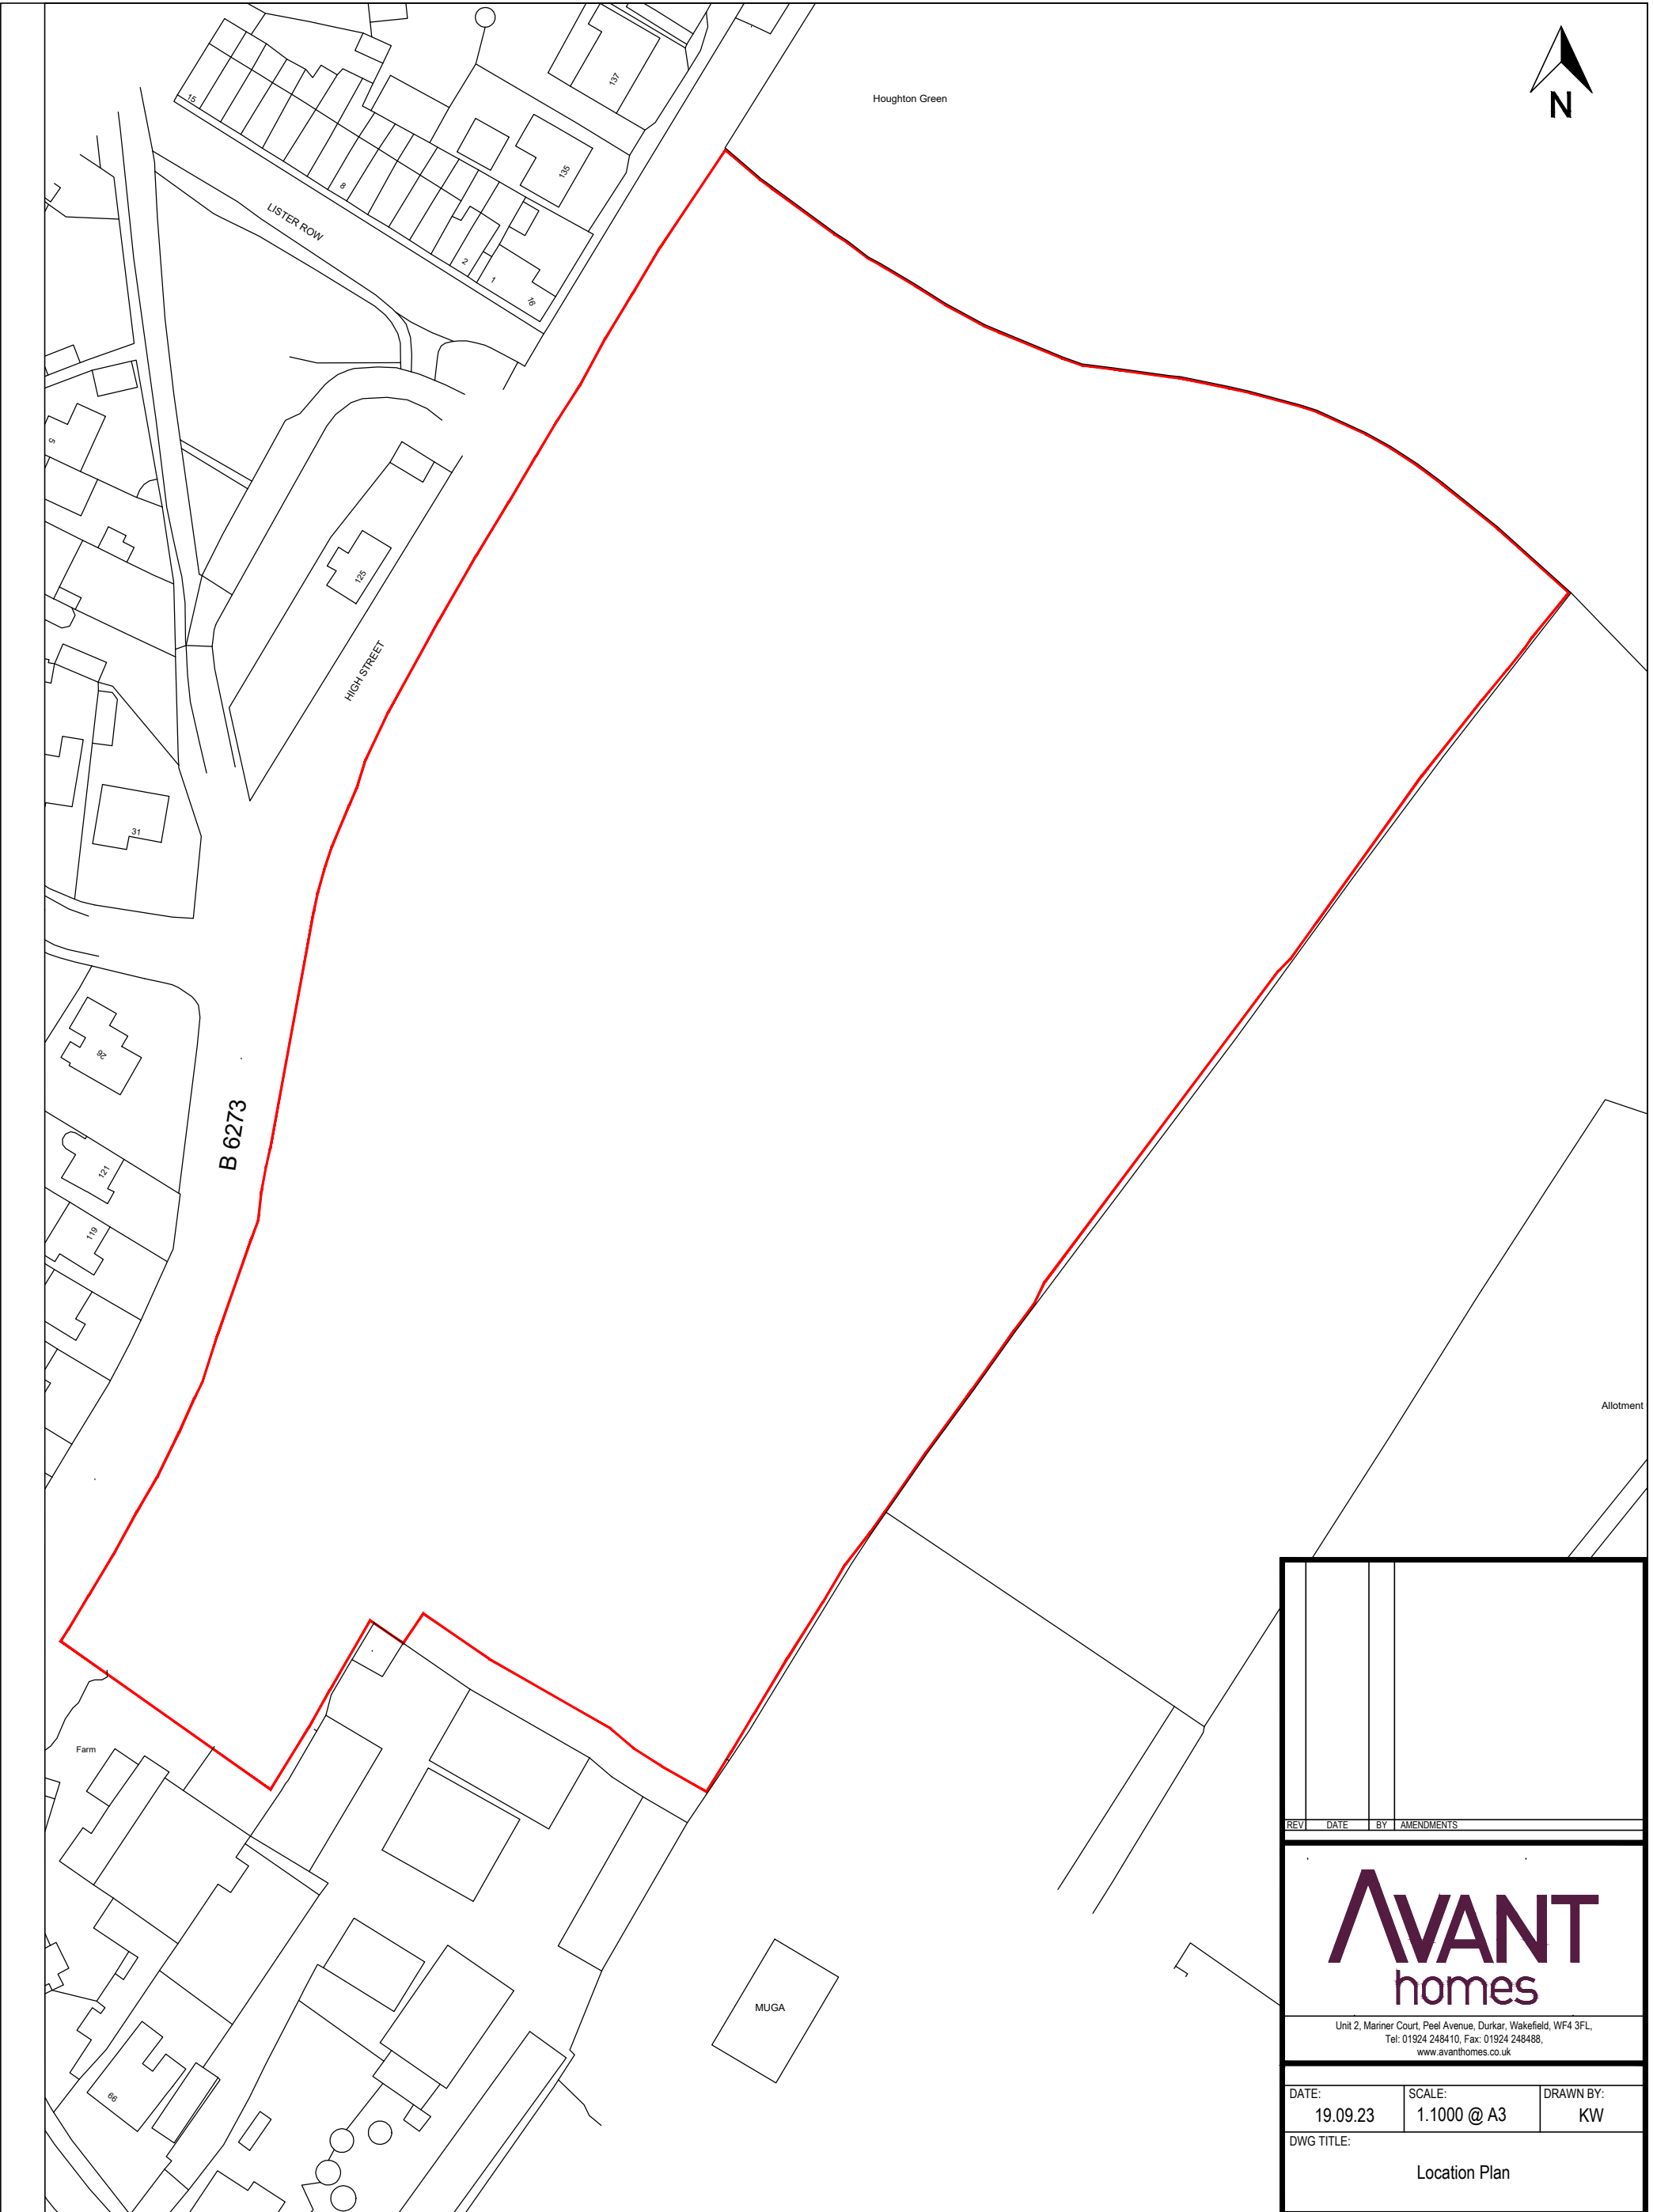 Houghton Green
N
137
15
135
8
LISTER ROW
2
1
16
5
125
HIGH STREET
31
26
B 6273
121
119
Allotment
Farm
MUGA
66
REV DATE BY AMENDMENTS
AVANT
homes
Unit 2, Mariner Court, Peel Avenue, Durkar, Wakefield, WF4 3FL,
Tel: 01924 248410, Fax: 01924 248488,
www.avanthomes.co.uk
DATE: SCALE: DRAWN BY:
19.09.23 1.1000 @ A3 KW
DWG TITLE:
Location Plan